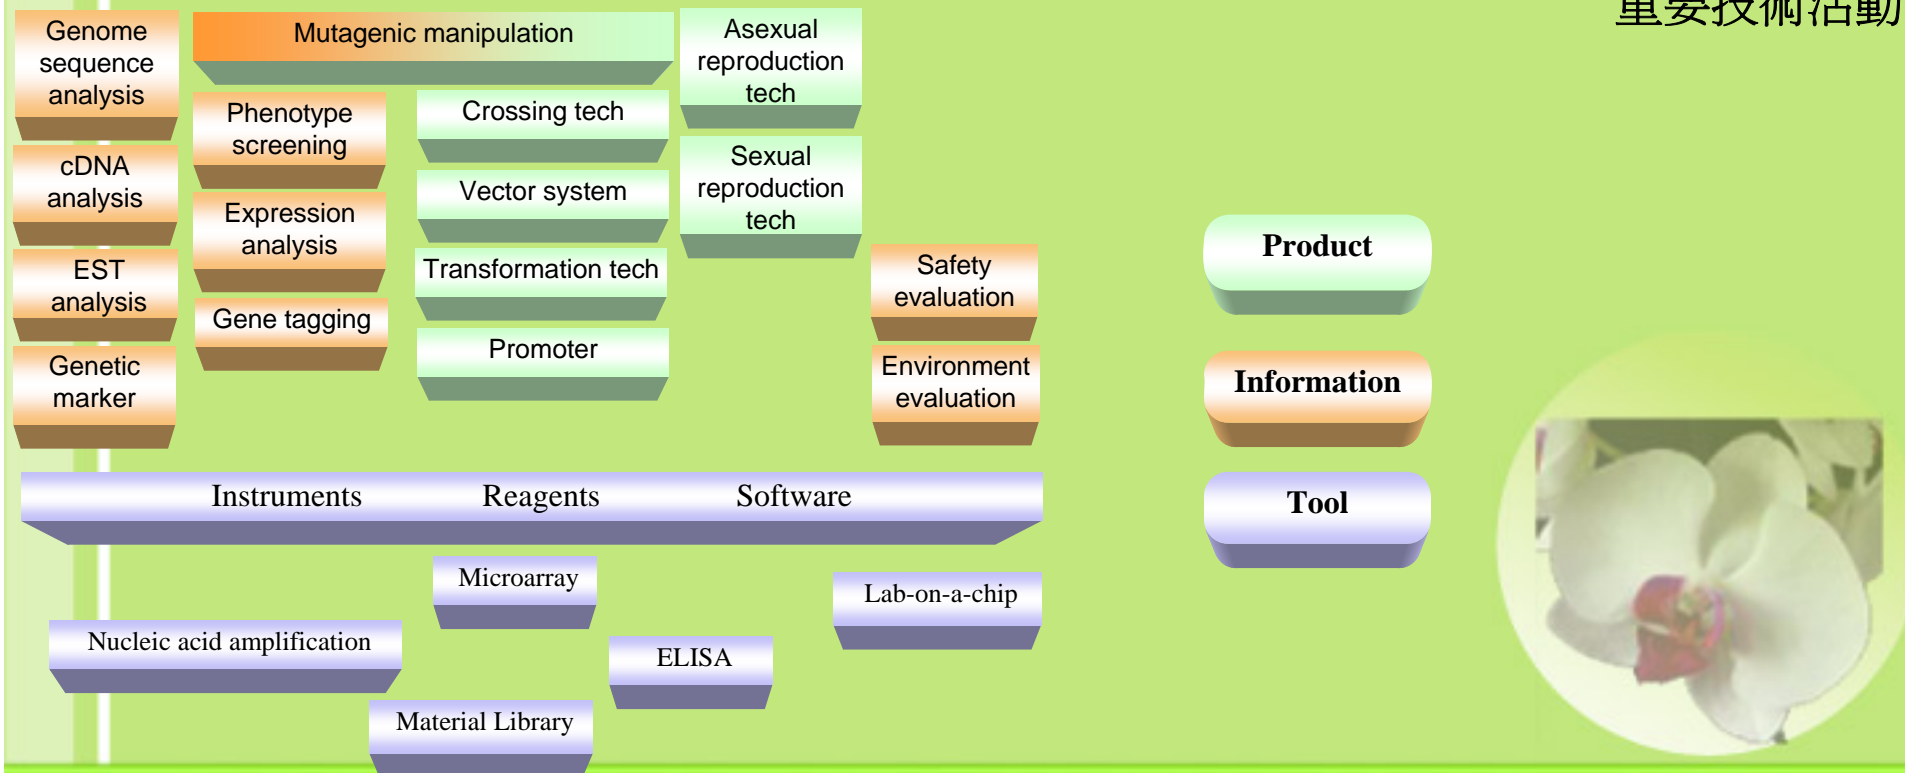 重要技術活動
Genome
sequence
analysis
cDNA
analysis
EST
analysis
Genetic
marker
Mutagenic manipulation
Phenotype
screening
Expression
analysis
Gene tagging
Crossing tech
Vector system
Transformation tech
Promoter
Asexual
reproduction
tech
Sexual
reproduction
tech
Safety
evaluation
Environment
evaluation
Product
Information
Tool
Instruments Reagents Software
Microarray
Lab-on-a-chip
Nucleic acid amplification
ELISA
Material Library